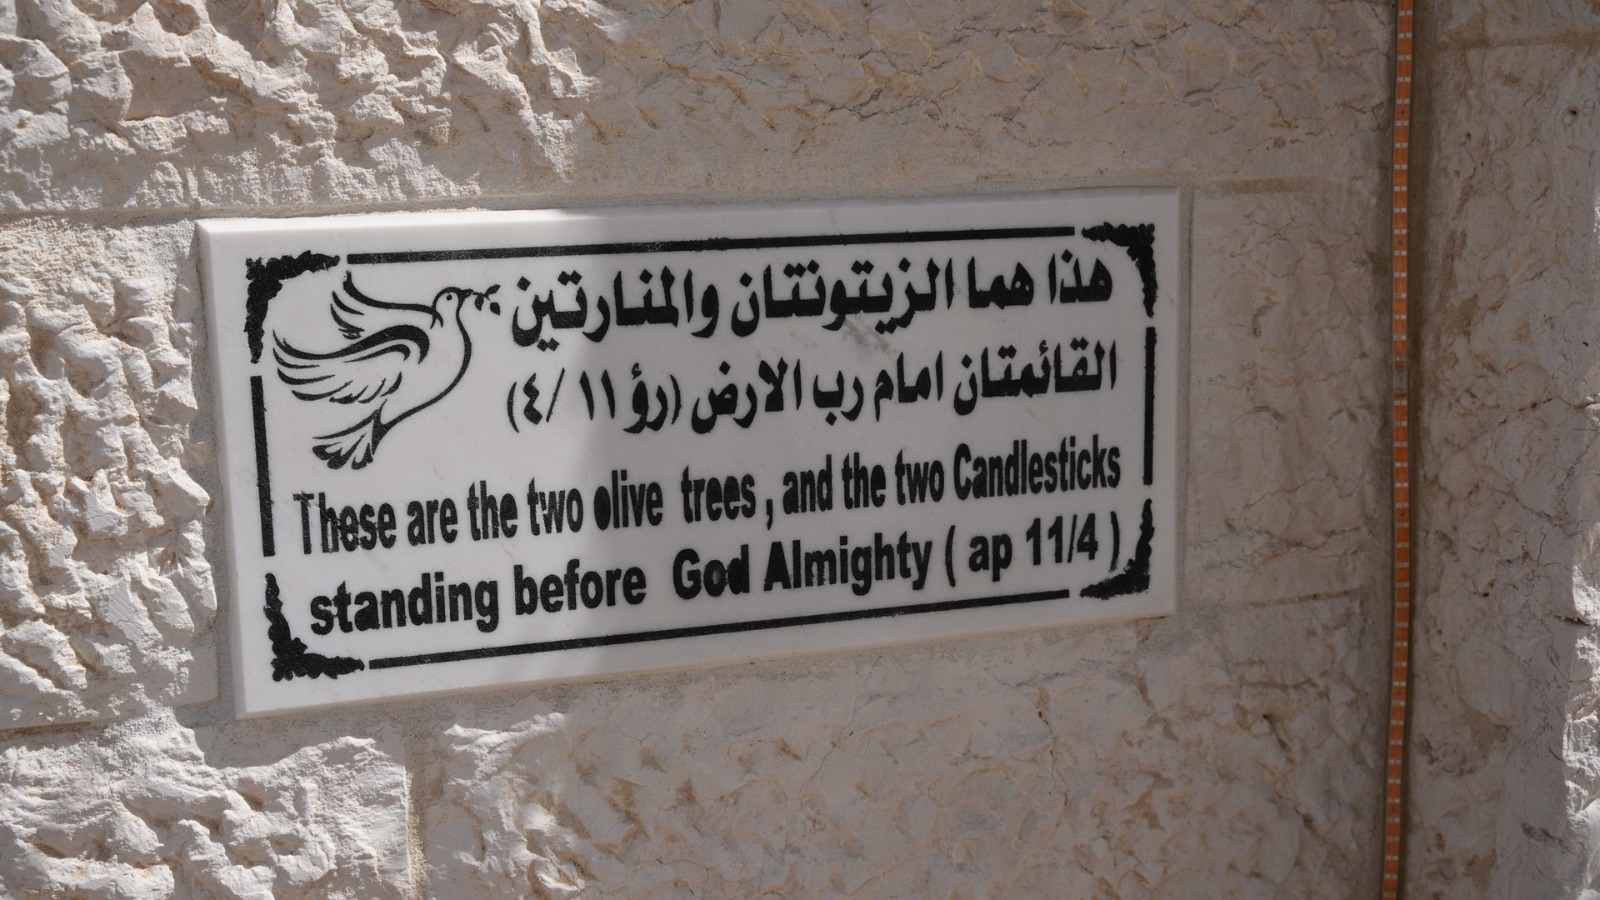 هذا هما الزيتونتان والمنارتين
القائمتان امام رب الارض (رؤ ١١ /٤)
These are the two olive trees , and the two Candlesticks
standing before God Almighty ( ap 11/4 )